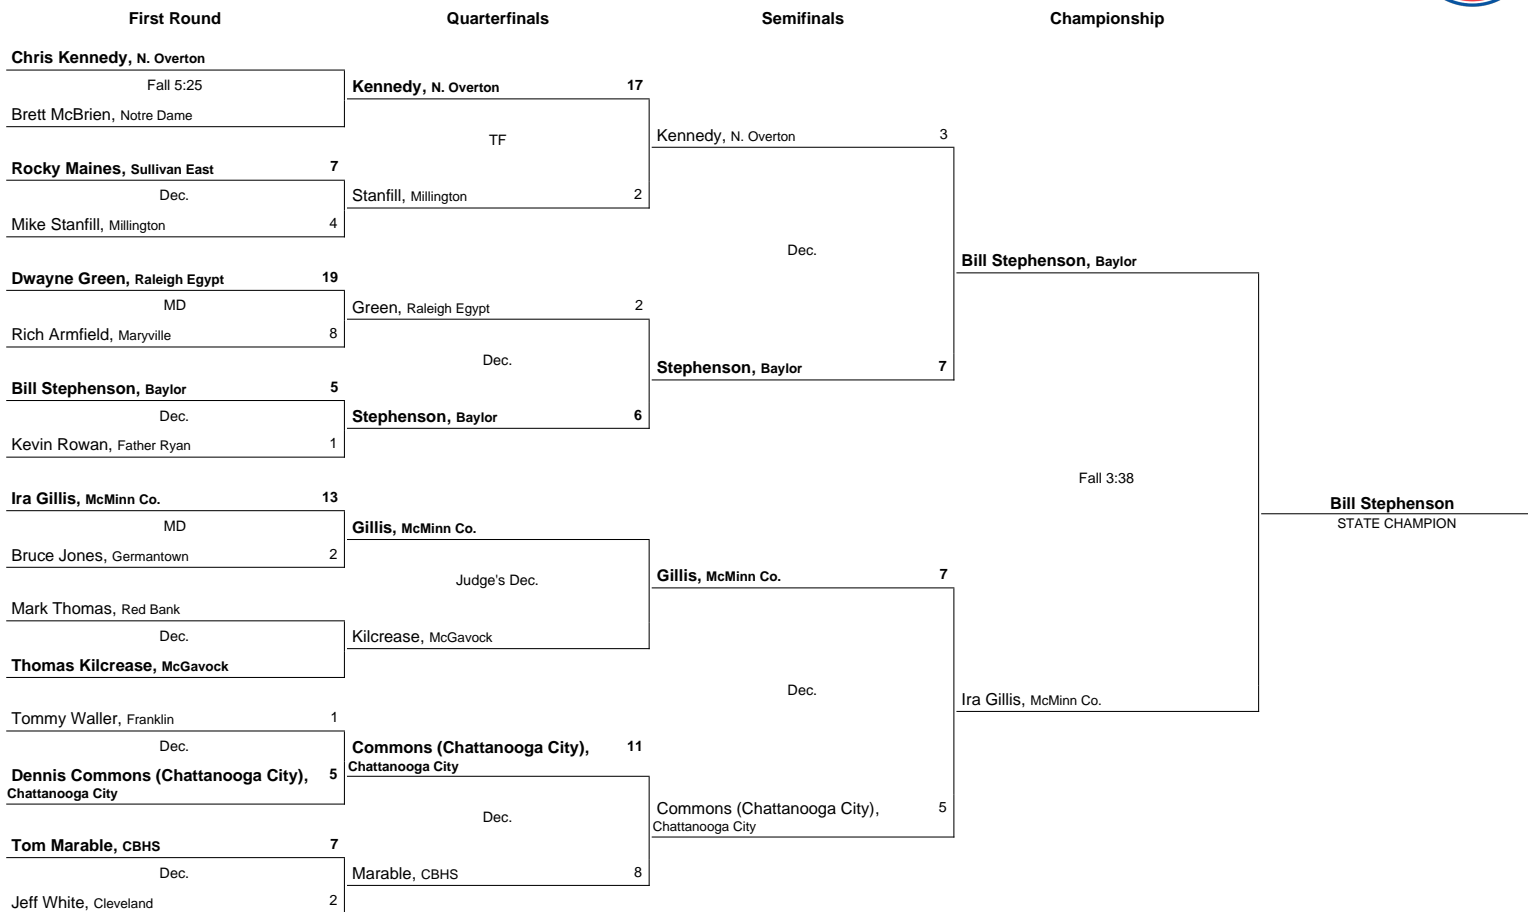 First Round Quarterfinals Semifinals Championship
Chris Kennedy, N. Overton
Fall 5:25
Brett McBrien, Notre Dame
Rocky Maines, Sullivan East 7
Dec.
Mike Stanfill, Millington 4
Dwayne Green, Raleigh Egypt 19
MD
Rich Armfield, Maryville 8
Bill Stephenson, Baylor 5
Dec.
Kevin Rowan, Father Ryan 1
Ira Gillis, McMinn Co. 13
MD
Bruce Jones, Germantown 2
Mark Thomas, Red Bank
Dec.
Thomas Kilcrease, McGavock
Tommy Waller, Franklin 1
Dec.
Dennis Commons (Chattanooga City), 5
Chattanooga City
Tom Marable, CBHS 7
Dec.
Jeff White, Cleveland 2
Kennedy, N. Overton 17
TF
Stanfill, Millington 2
Green, Raleigh Egypt 2
Dec.
Stephenson, Baylor 6
Gillis, McMinn Co.
Judge's Dec.
Kilcrease, McGavock
Commons (Chattanooga City), 11
Chattanooga City
Dec.
Marable, CBHS 8
Kennedy, N. Overton 3
Dec.
Stephenson, Baylor 7
Gillis, McMinn Co. 7
Dec.
Commons (Chattanooga City), 5
Chattanooga City
Bill Stephenson, Baylor
Fall 3:38
Ira Gillis, McMinn Co.
Bill Stephenson
STATE CHAMPION